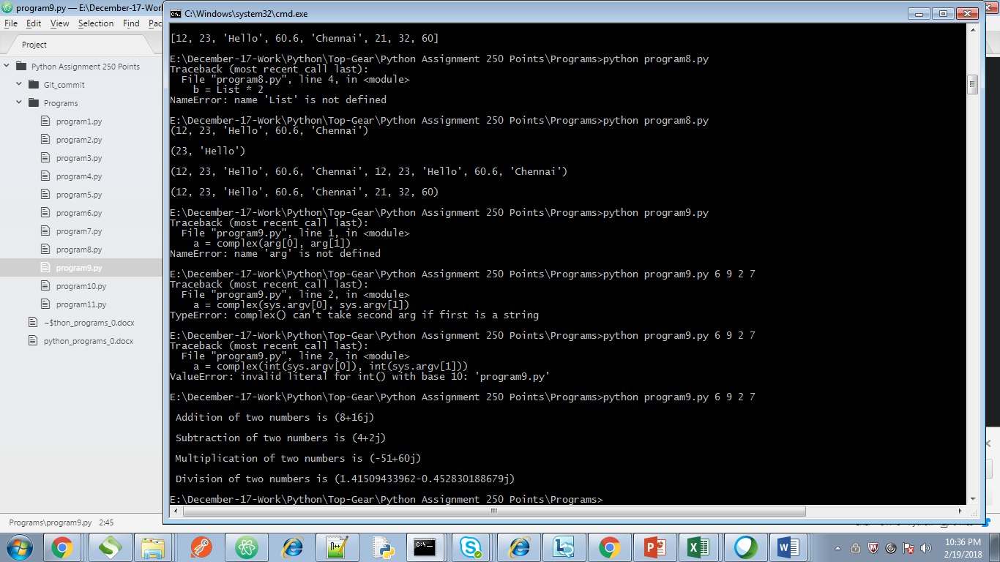 program9.py — E:\December-17-Work
File Edit View Selection Find Pac
Project
Python Assignment 250 Points
Git_commit
Programs
program1.py
program2.py
program3.py
program4.py
program5.py
program6.py
program7.py
program8.py
program9.py
program10.py
program11.py
~$thon_programs_0.docx
python_programs_0.docx
Programs\program9.py 2:45
C:\Windows\system32\cmd.exe
[12, 23, 'Hello', 60.6, 'Chennai', 21, 32, 60]
E:\December-17-Work\Python\Top-Gear\Python Assignment 250 Points\Programs>python program8.py
Traceback (most recent call last):
File "program8.py", line 4, in <module>
b = List * 2
NameError: name 'List' is not defined
E:\December-17-Work\Python\Top-Gear\Python Assignment 250 Points\Programs>python program8.py
(12, 23, 'Hello', 60.6, 'Chennai')
(23, 'Hello')
(12, 23, 'Hello', 60.6, 'Chennai', 12, 23, 'Hello', 60.6, 'Chennai')
(12, 23, 'Hello', 60.6, 'Chennai', 21, 32, 60)
E:\December-17-Work\Python\Top-Gear\Python Assignment 250 Points\Programs>python program9.py
Traceback (most recent call last):
File "program9.py", line 1, in <module>
a = complex(arg[0], arg[1])
NameError: name 'arg' is not defined
E:\December-17-Work\Python\Top-Gear\Python Assignment 250 Points\Programs>python program9.py 6 9 2 7
Traceback (most recent call last):
File "program9.py", line 2, in <module>
a = complex(sys.argv[0], sys.argv[1])
TypeError: complex() can't take second arg if first is a string
E:\December-17-Work\Python\Top-Gear\Python Assignment 250 Points\Programs>python program9.py 6 9 2 7
Traceback (most recent call last):
File "program9.py", line 2, in <module>
a = complex(int(sys.argv[0]), int(sys.argv[1]))
ValueError: invalid literal for int() with base 10: 'program9.py'
E:\December-17-Work\Python\Top-Gear\Python Assignment 250 Points\Programs>python program9.py 6 9 2 7
Addition of two numbers is (8+16j)
Subtraction of two numbers is (4+2j)
Multiplication of two numbers is (-51+60j)
Division of two numbers is (1.41509433962-0.452830188679j)
E:\December-17-Work\Python\Top-Gear\Python Assignment 250 Points\Programs>
10:36 PM
2/19/2018